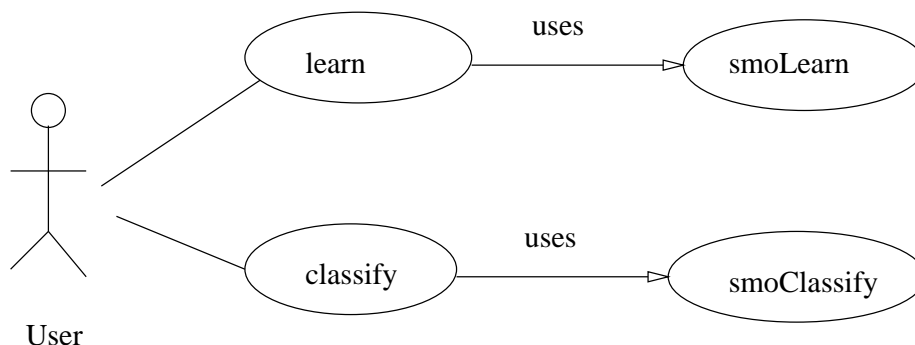 uses
learn
smoLearn
uses
classify
smoClassify
User